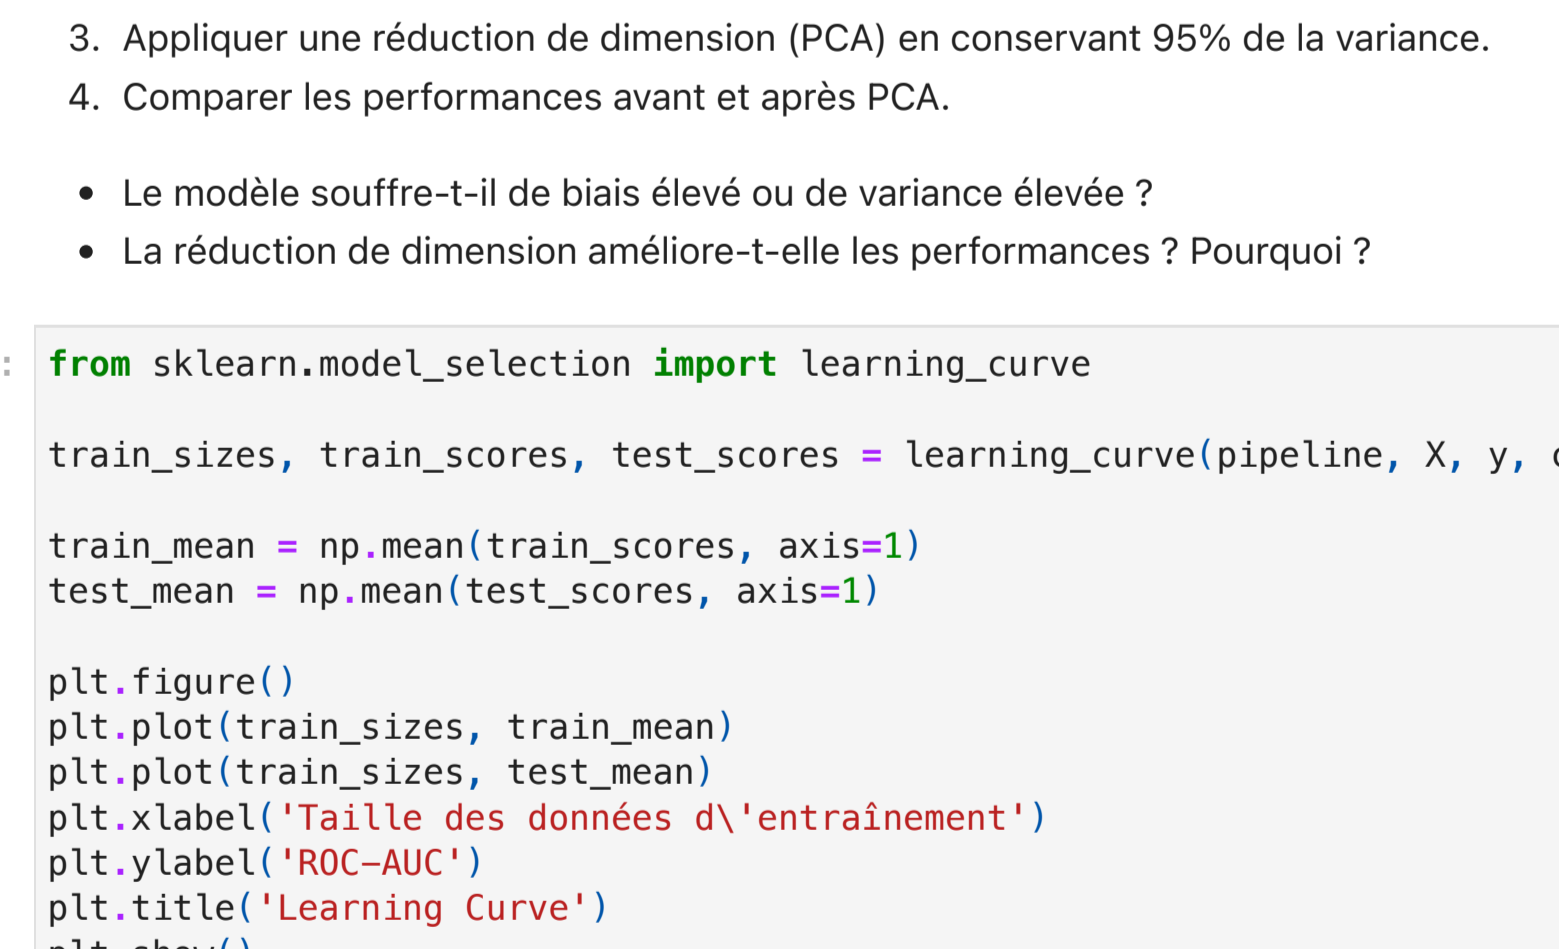 3. Appliquer une réduction de dimension (PCA) en conservant 95% de la variance.
4. Comparer les performances avant et après PCA.
• Le modèle souffre-t-il de biais élevé ou de variance élevée ?
• La réduction de dimension améliore-t-elle les performances ? Pourquoi ?
: from sklearn.model_selection import learning_curve
train_sizes, train_scores, test_scores = learning_curve(pipeline, X, y,
train_mean = np.mean(train_scores, axis=1)
test_mean = np.mean(test_scores, axis=1)
plt.figure()
plt.plot(train_sizes, train_mean)
plt.plot(train_sizes, test_mean)
plt.xlabel('Taille des données d\'entraînement')
plt.ylabel('ROC-AUC')
plt.title('Learning Curve')
plt.show()